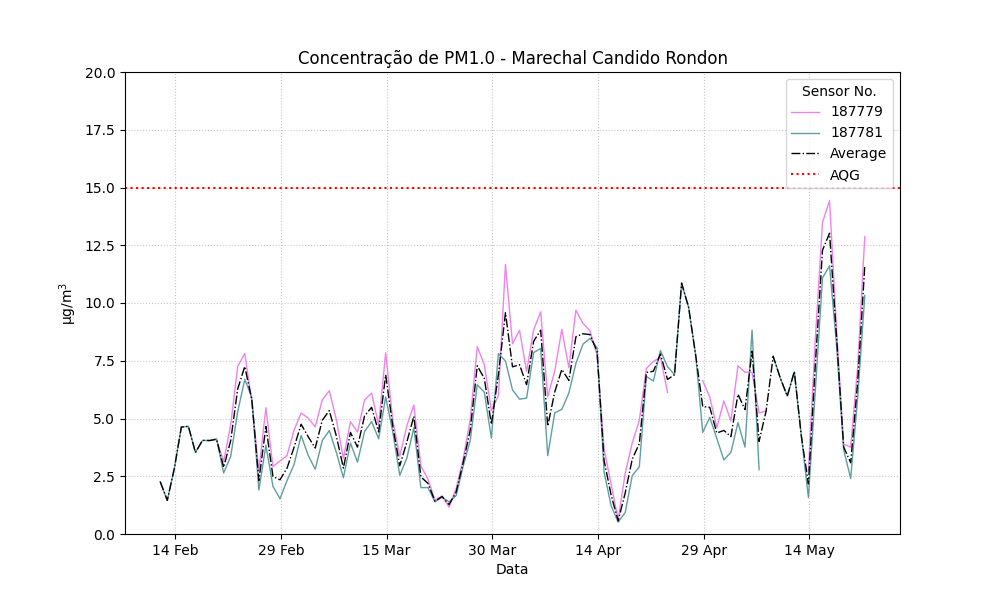 Concentração de PM1.0 - Marechal Candido Rondon
20.0
17.5
15.0
12.5
10.0
7.5
5.0
2.5
0.0
µg/m³
Sensor No.
187779
187781
Average
AQG
14 Feb
29 Feb
15 Mar
30 Mar
14 Apr
29 Apr
14 May
Data